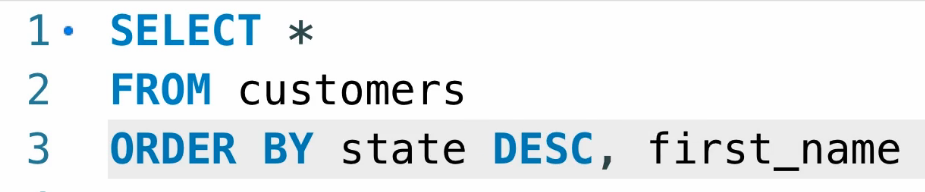 1 SELECT *
2 FROM customers
3 ORDER BY state DESC, first_name